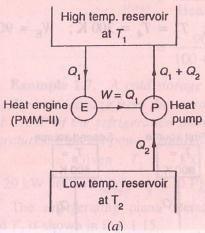 High temp. reservoir
at T₁
Q₁
Q₁ + Q₂
W = Q₁
Heat engine
(PMM–II)
E
P
Heat
pump
Q₂
Low temp. reservoir
at T₂
(a)